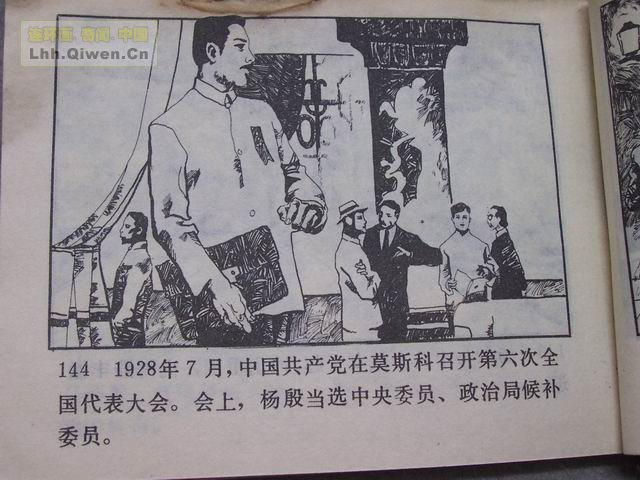 连环画.奇闻.中国
Lhh.Qiwen.Cn
144 1928年7月,中国共产党在莫斯科召开第六次全
国代表大会。会上，杨殷当选中央委员、政治局候补
委员。